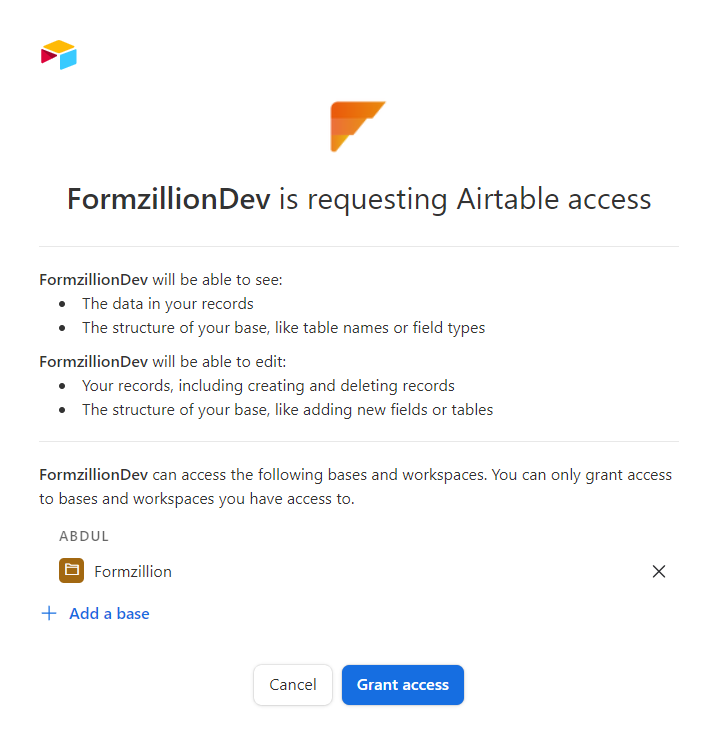 FormzillionDev is requesting Airtable access
FormzillionDev will be able to see:
• The data in your records
• The structure of your base, like table names or field types
FormzillionDev will be able to edit:
• Your records, including creating and deleting records
• The structure of your base, like adding new fields or tables
FormzillionDev can access the following bases and workspaces. You can only grant access
to bases and workspaces you have access to.
ABDUL
Formzillion
Add a base
Cancel Grant access